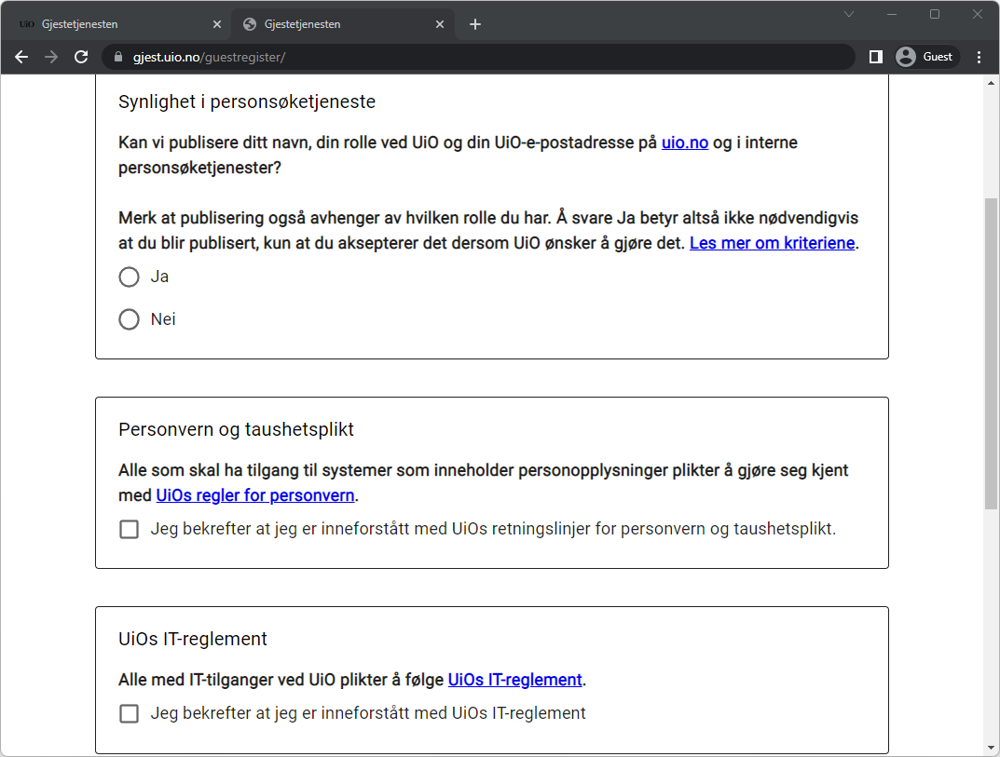 UiO Gjestetjenesten
Gjestetjenesten
gjest.uio.no/guestregister/
Guest
Synlighet i personsøketjeneste
Kan vi publisere ditt navn, din rolle ved UiO og din UiO-e-postadresse på uio.no og i interne
personsøketjenester?
Merk at publisering også avhenger av hvilken rolle du har. Å svare Ja betyr altså ikke nødvendigvis
at du blir publisert, kun at du aksepterer det dersom UiO ønsker å gjøre det. Les mer om kriteriene.
Ja
Nei
Personvern og taushetsplikt
Alle som skal ha tilgang til systemer som inneholder personopplysninger plikter å gjøre seg kjent
med UiOs regler for personvern.
Jeg bekrefter at jeg er inneforstått med UiOs retningslinjer for personvern og taushetsplikt.
UiOs IT-reglement
Alle med IT-tilganger ved UiO plikter å følge UiOs IT-reglement.
Jeg bekrefter at jeg er inneforstått med UiOs IT-reglement